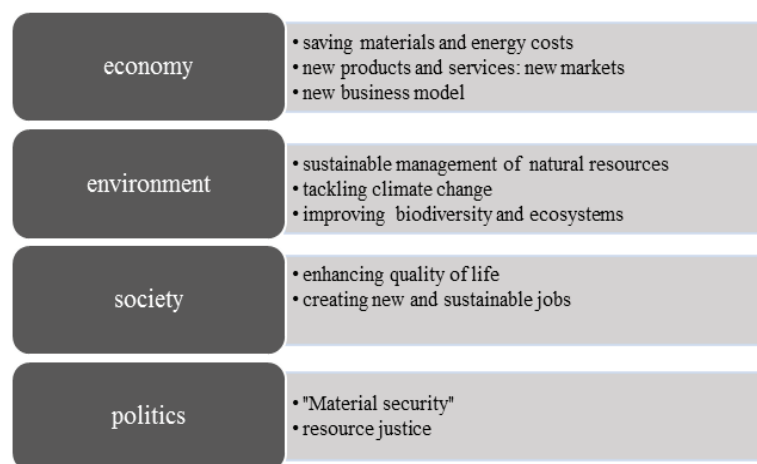 economy
• saving materials and energy costs
• new products and services: new markets
• new business model
environment
• sustainable management of natural resources
• tackling climate change
• improving biodiversity and ecosystems
society
• enhancing quality of life
• creating new and sustainable jobs
politics
• "Material security"
• resource justice